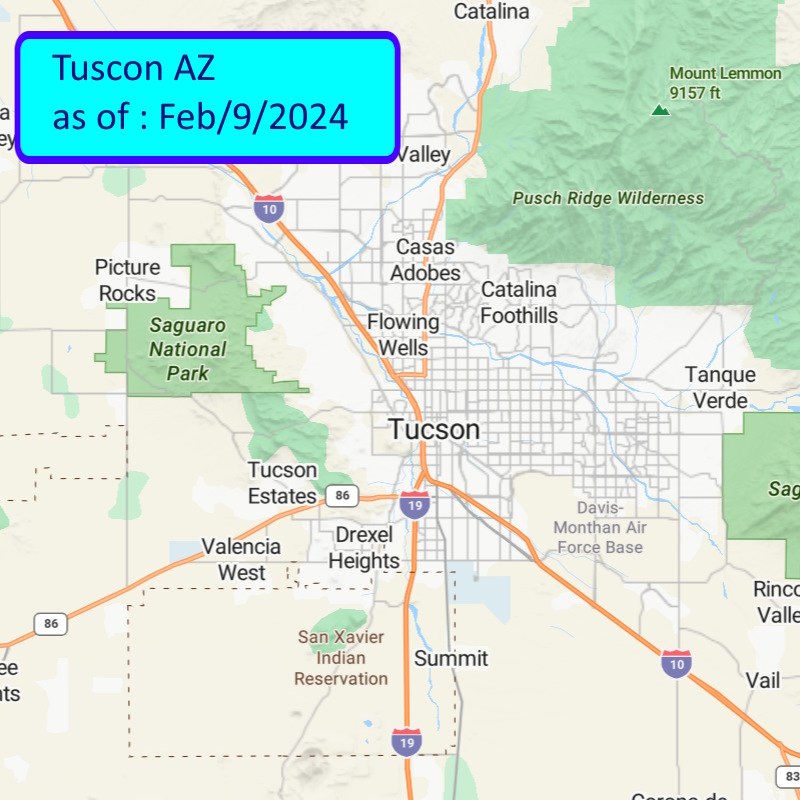 Catalina
Tuscon AZ
as of : Feb/9/2024
Mount Lemmon
9157 ft
a
ey
Valley
Pusch Ridge Wilderness
10
Casas
Adobes
Picture
Rocks
Catalina
Foothills
Saguaro
National
Park
Flowing
Wells
Tanque
Verde
Tucson
Tucson
Estates
86
19
Sag
Davis-
Monthan Air
Force Base
Drexel
Heights
Valencia
West
Rinco
Valle
86
San Xavier
Indian
Reservation
Summit
10
ee
nts
Vail
19
83